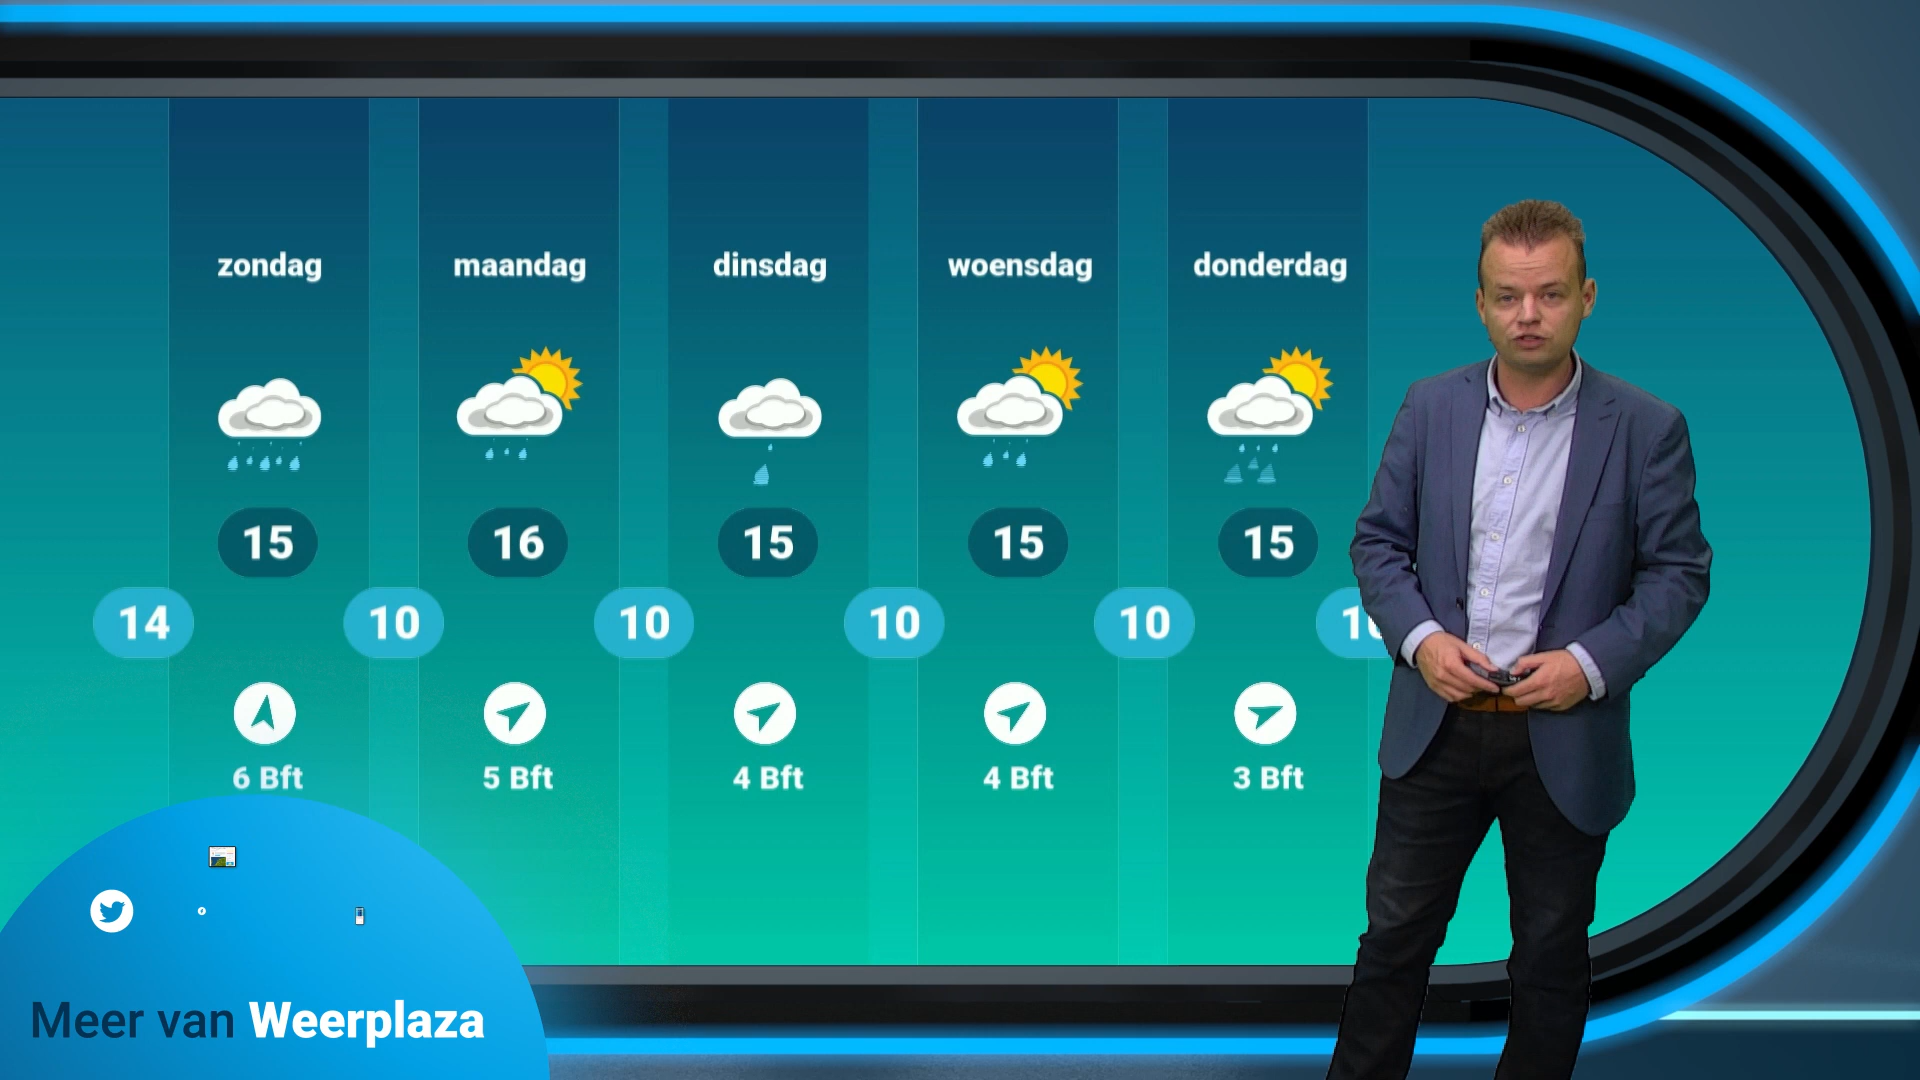 zondag maandag dinsdag woensdag donderdag
15 16 15 15 15
14 10 10 10 10
6 Bft 5 Bft 4 Bft 4 Bft 3 Bft
Meer van Weerplaza